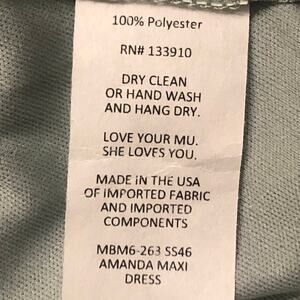 100% Polyester
RN# 133910
DRY CLEAN
OR HAND WASH
AND HANG DRY.
LOVE YOUR MU.
SHE LOVES YOU.
MADE IN THE USA
OF IMPORTED FABRIC
AND IMPORTED
COMPONENTS
MBM6-263 SS46
AMANDA MAXI
DRESS